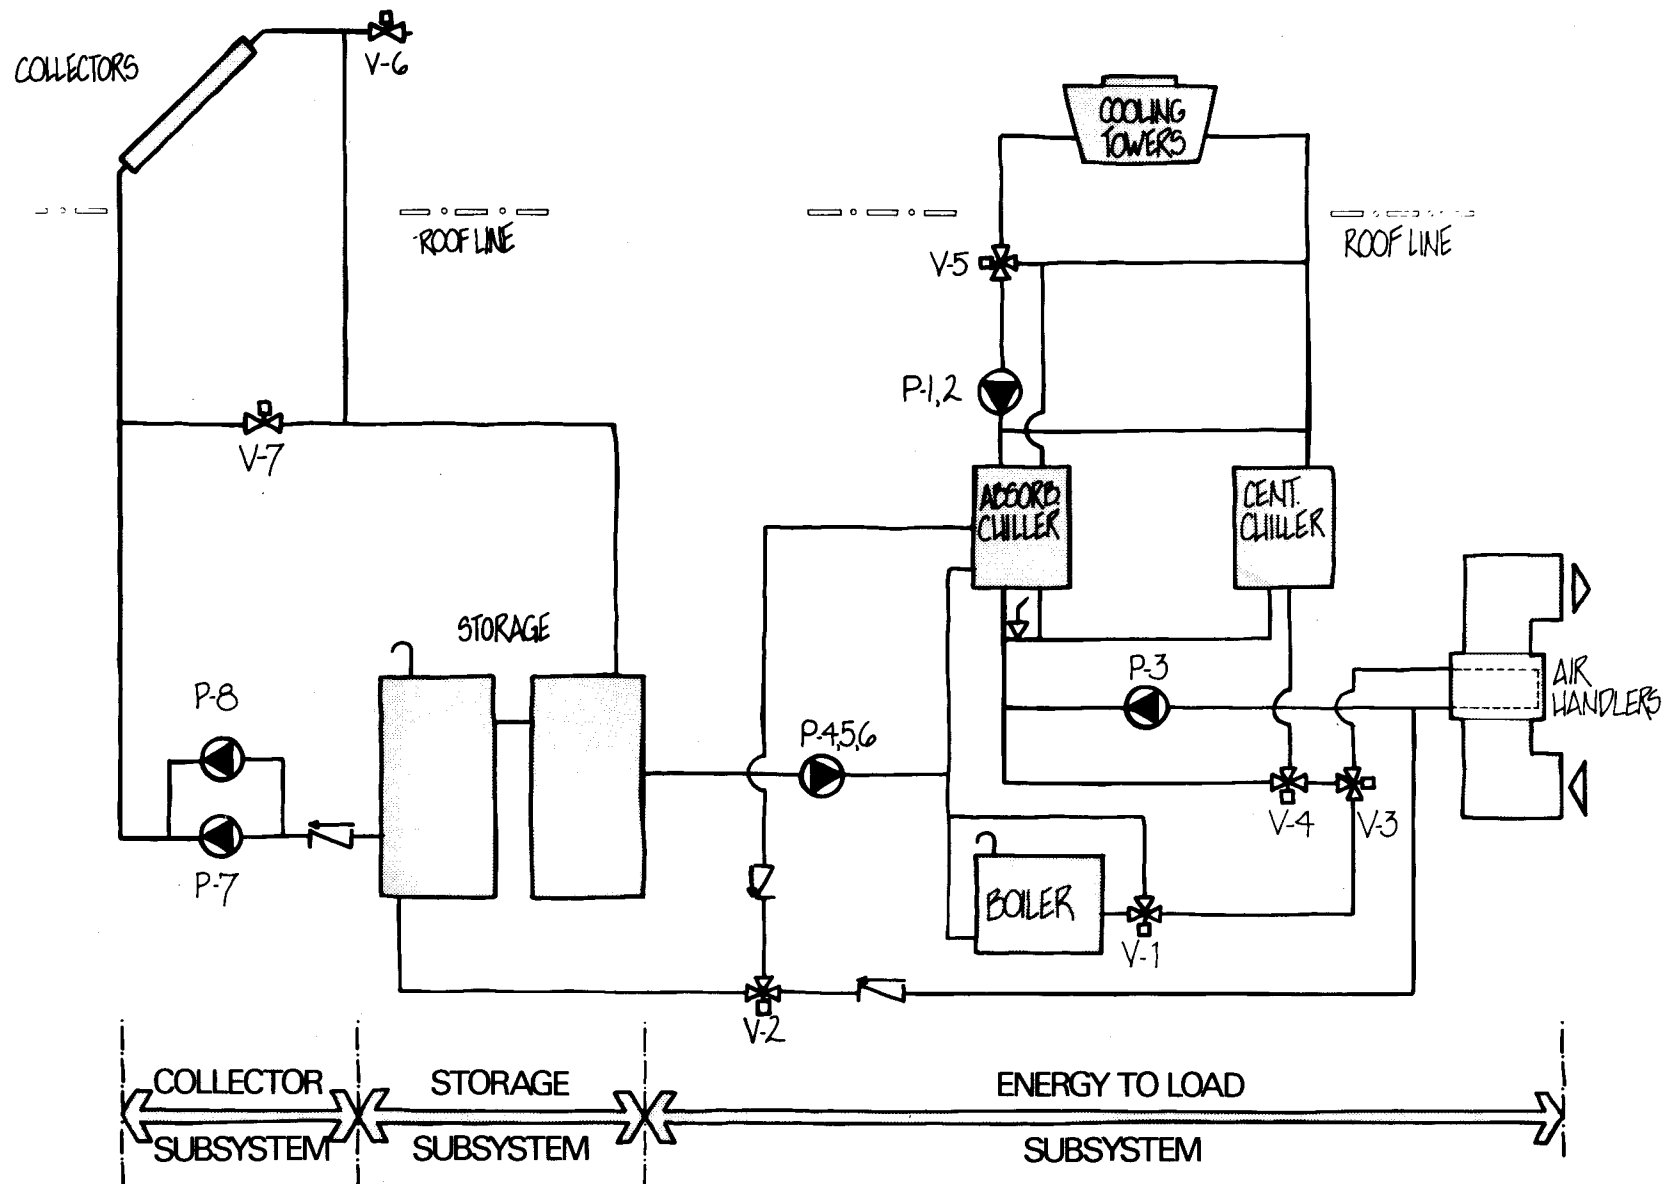 V-6
COLLECTORS
COOLING
TOWERS
ROOF LINE
ROOF LINE
V-5
P-1,2
V-7
ABSORB.
CHILLER
CENT.
CHILLER
STORAGE
P-3
AIR
HANDLERS
P-8
P-4,5,6
V-4
V-3
P-7
BOILER
V-1
V-2
COLLECTOR
SUBSYSTEM
STORAGE
SUBSYSTEM
ENERGY TO LOAD
SUBSYSTEM